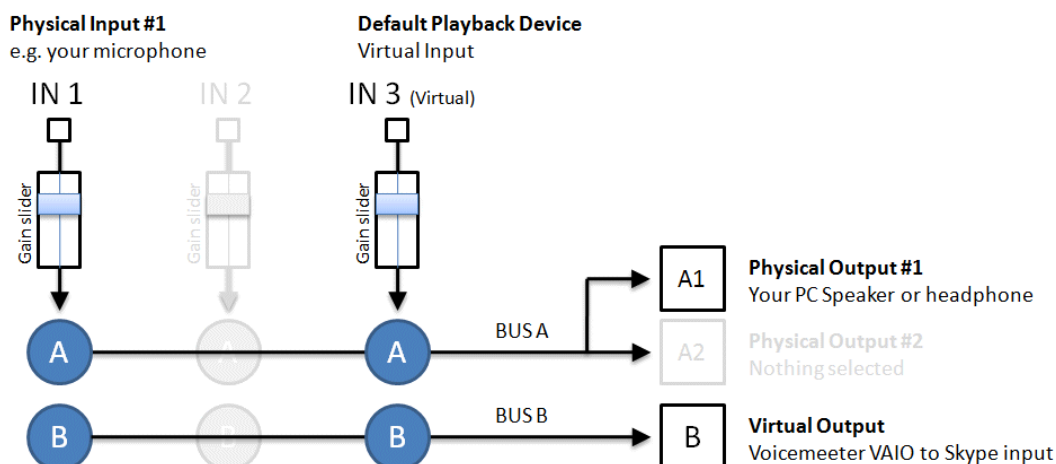 Physical Input #1
e.g. your microphone
Default Playback Device
Virtual Input
IN 1
IN 2
IN 3 (Virtual)
Gain slider
Gain slider
Gain slider
A1
Physical Output #1
Your PC Speaker or headphone
A
A
A
BUS A
A2
Physical Output #2
Nothing selected
B
B
B
BUS B
B
Virtual Output
Voicemeeter VAIO to Skype input